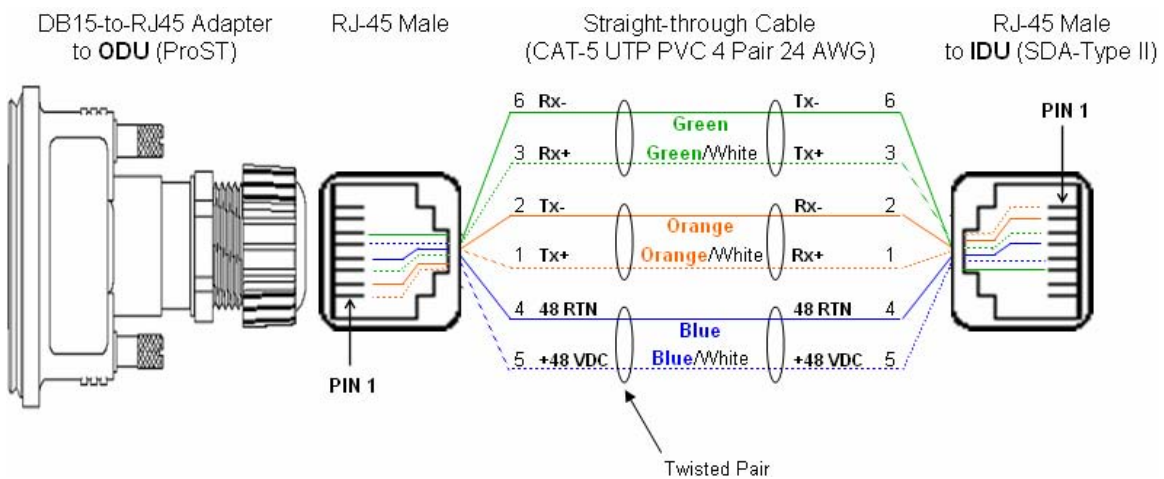 DB15-to-RJ45 Adapter
to ODU (ProST)
RJ-45 Male
Straight-through Cable
(CAT-5 UTP PVC 4 Pair 24 AWG)
RJ-45 Male
to IDU (SDA-Type II)
6 Rx- Tx- 6
Green
3 Rx+ Green/White Tx+ 3
2 Tx- Rx- 2
Orange
1 Tx+ Orange/White Rx+ 1
4 48 RTN 48 RTN 4
Blue
5 +48 VDC Blue/White +48 VDC 5
PIN 1
PIN 1
Twisted Pair